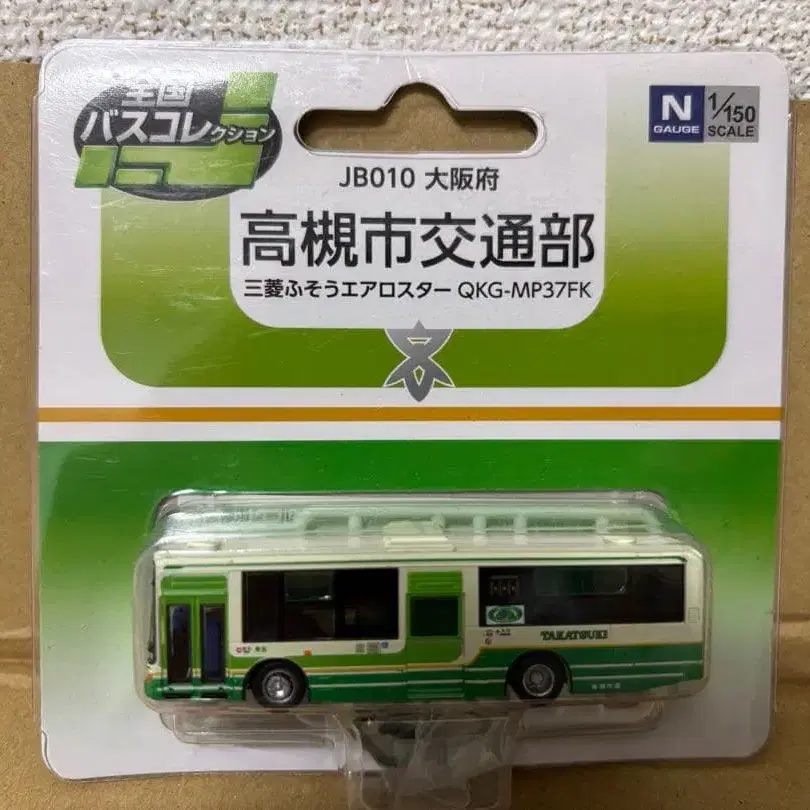 全国
バスコレクション
N
GAUGE
1/150
SCALE
JB010 大阪府
高槻市交通部
三菱ふそうエアロスター QKG-MP37FK
TAKATSUKI